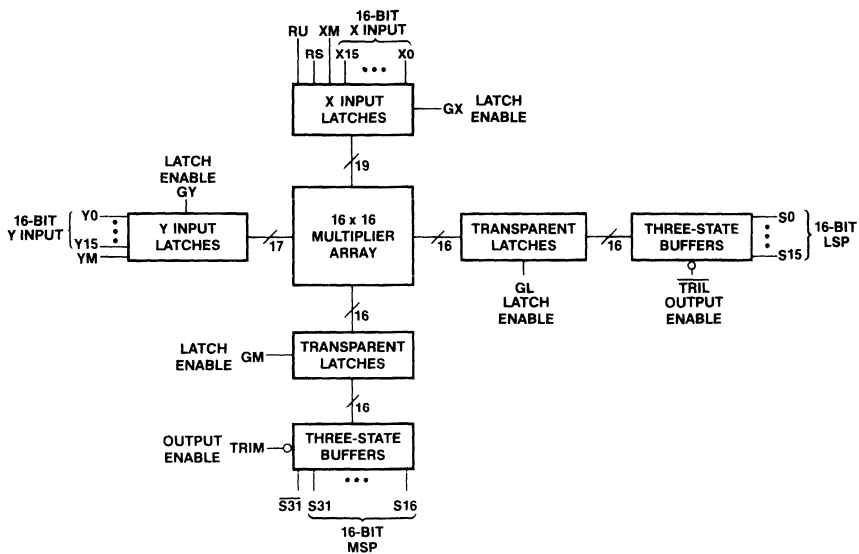 16-BIT
X INPUT
RU XM
RS X15 ••• X0
X INPUT
LATCHES
GX LATCH
ENABLE
19
LATCH
ENABLE
GY
16-BIT
Y INPUT
Y0
Y15
YM
Y INPUT
LATCHES
17
16 x 16
MULTIPLIER
ARRAY
16
TRANSPARENT
LATCHES
GL
LATCH
ENABLE
16
THREE-STATE
BUFFERS
T̅R̅I̅L̅
OUTPUT
ENABLE
S0
S15
16-BIT
LSP
16
LATCH
ENABLE GM
TRANSPARENT
LATCHES
16
OUTPUT
ENABLE TRIM
THREE-STATE
BUFFERS
•••
S̅3̅1̅ S31 S16
16-BIT
MSP